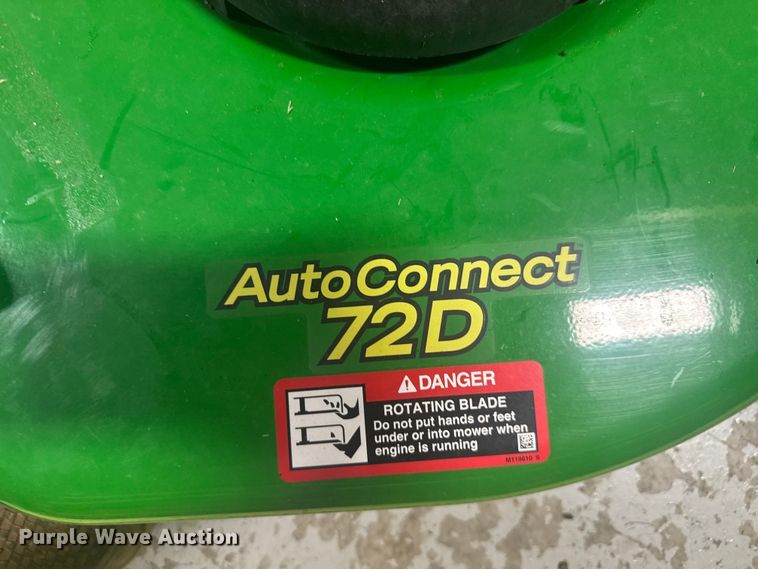 AutoConnect
72D
DANGER
ROTATING BLADE
Do not put hands or feet
under or into mower when
engine is running
M118610 S
Purple Wave Auction